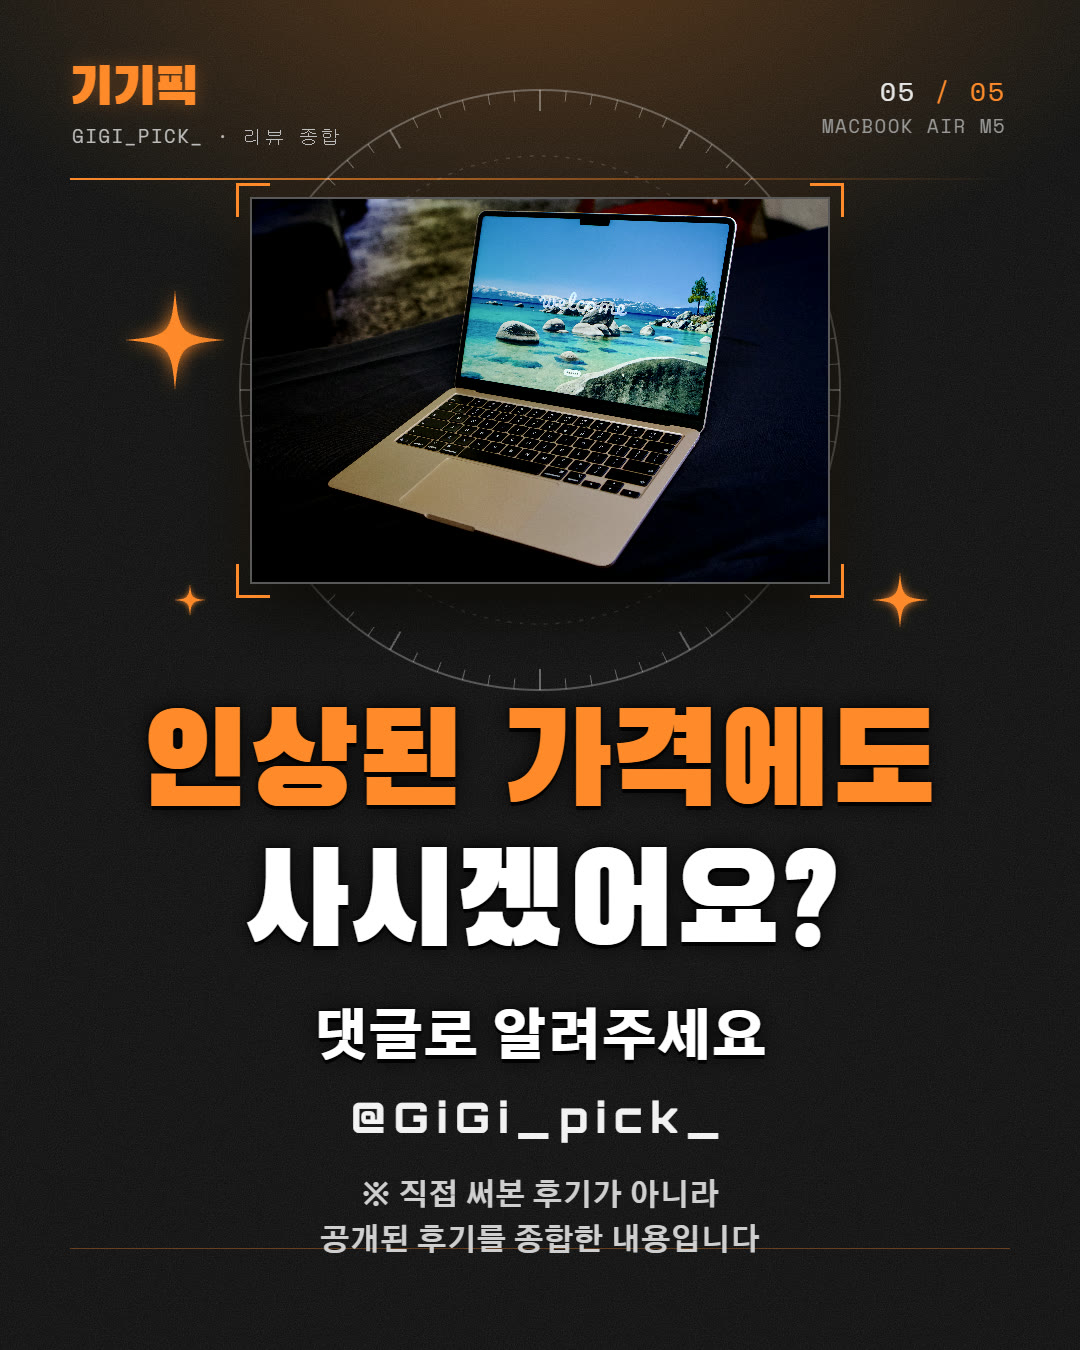 기기픽
GIGI_PICK_ · 리뷰 종합
05 / 05
MACBOOK AIR M5
welcome
인상된 가격에도
사시겠어요?
댓글로 알려주세요
@GiGi_pick_
※ 직접 써본 후기가 아니라
공개된 후기를 종합한 내용입니다